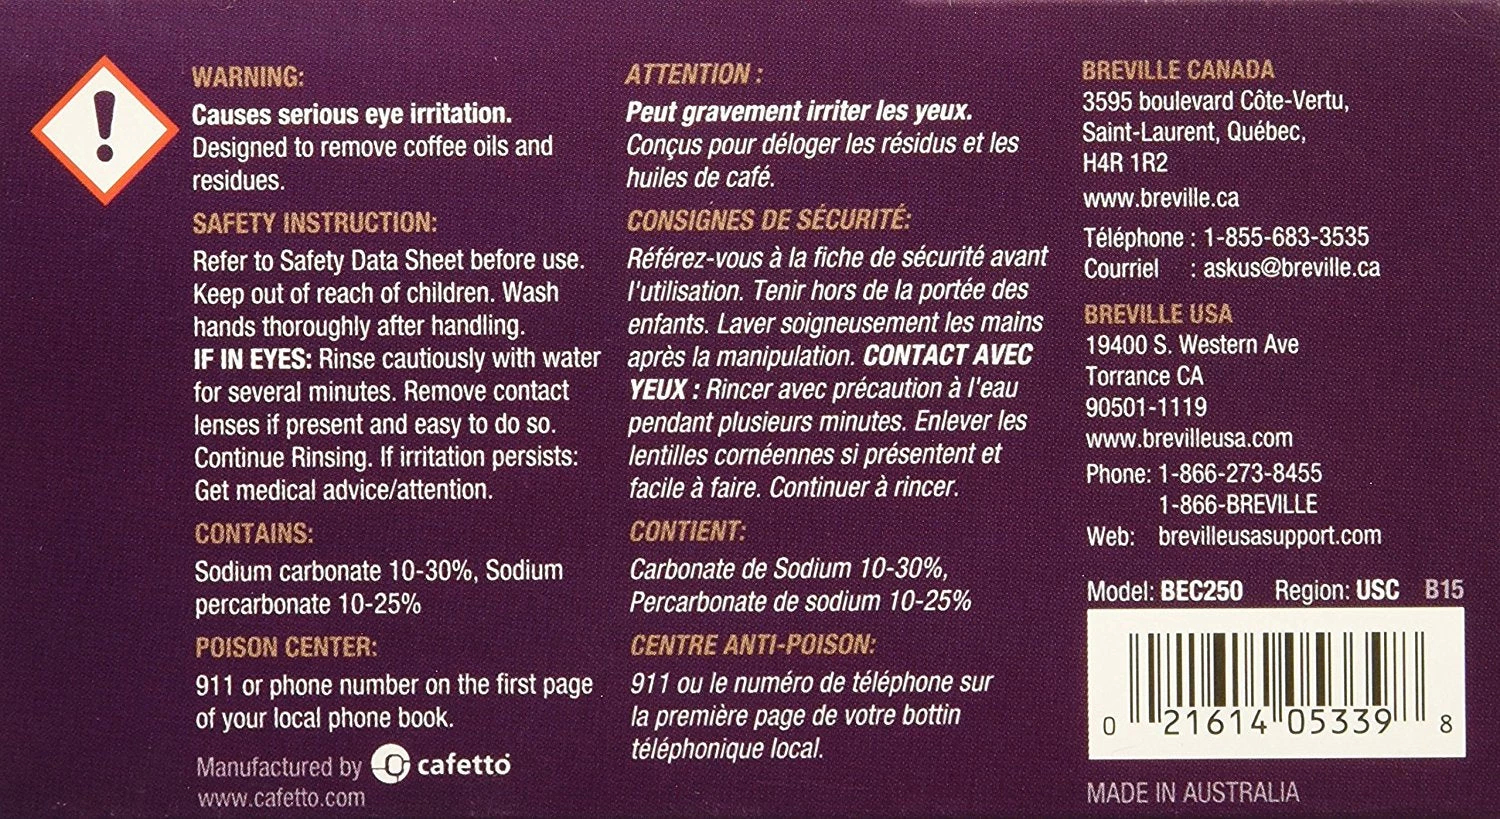 WARNING:
Causes serious eye irritation.
Designed to remove coffee oils and
residues.
SAFETY INSTRUCTION:
Refer to Safety Data Sheet before use.
Keep out of reach of children. Wash
hands thoroughly after handling.
IF IN EYES: Rinse cautiously with water
for several minutes. Remove contact
lenses if present and easy to do so.
Continue Rinsing. If irritation persists:
Get medical advice/attention.
CONTAINS:
Sodium carbonate 10-30%, Sodium
percarbonate 10-25%
POISON CENTER:
911 or phone number on the first page
of your local phone book.
Manufactured by cafetto
www.cafetto.com
ATTENTION :
Peut gravement irriter les yeux.
Conçus pour déloger les résidus et les
huiles de café.
CONSIGNES DE SÉCURITÉ:
Référez-vous à la fiche de sécurité avant
l'utilisation. Tenir hors de la portée des
enfants. Laver soigneusement les mains
après la manipulation. CONTACT AVEC
YEUX : Rincer avec précaution à l'eau
pendant plusieurs minutes. Enlever les
lentilles cornéennes si présentent et
facile à faire. Continuer à rincer.
CONTIENT:
Carbonate de Sodium 10-30%,
Percarbonate de sodium 10-25%
CENTRE ANTI-POISON:
911 ou le numéro de téléphone sur
la première page de votre bottin
téléphonique local.
BREVILLE CANADA
3595 boulevard Côte-Vertu,
Saint-Laurent, Québec,
H4R 1R2
www.breville.ca
Téléphone : 1-855-683-3535
Courriel : askus@breville.ca
BREVILLE USA
19400 S. Western Ave
Torrance CA
90501-1119
www.brevilleusa.com
Phone: 1-866-273-8455
1-866-BREVILLE
Web: brevilleusasupport.com
Model: BEC250 Region: USC B15
0 21614 05339 8
MADE IN AUSTRALIA